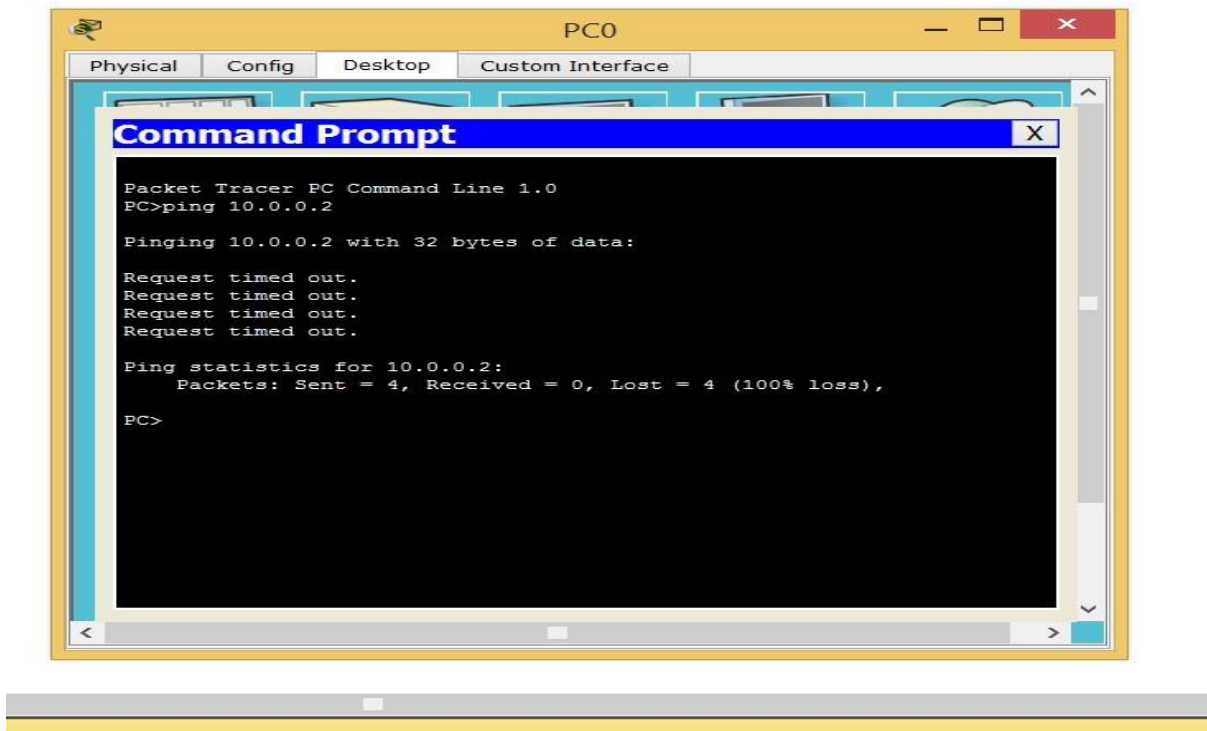 PC0
Physical Config Desktop Custom Interface
Command Prompt X
Packet Tracer PC Command Line 1.0
PC>ping 10.0.0.2
Pinging 10.0.0.2 with 32 bytes of data:
Request timed out.
Request timed out.
Request timed out.
Request timed out.
Ping statistics for 10.0.0.2:
Packets: Sent = 4, Received = 0, Lost = 4 (100% loss),
PC>